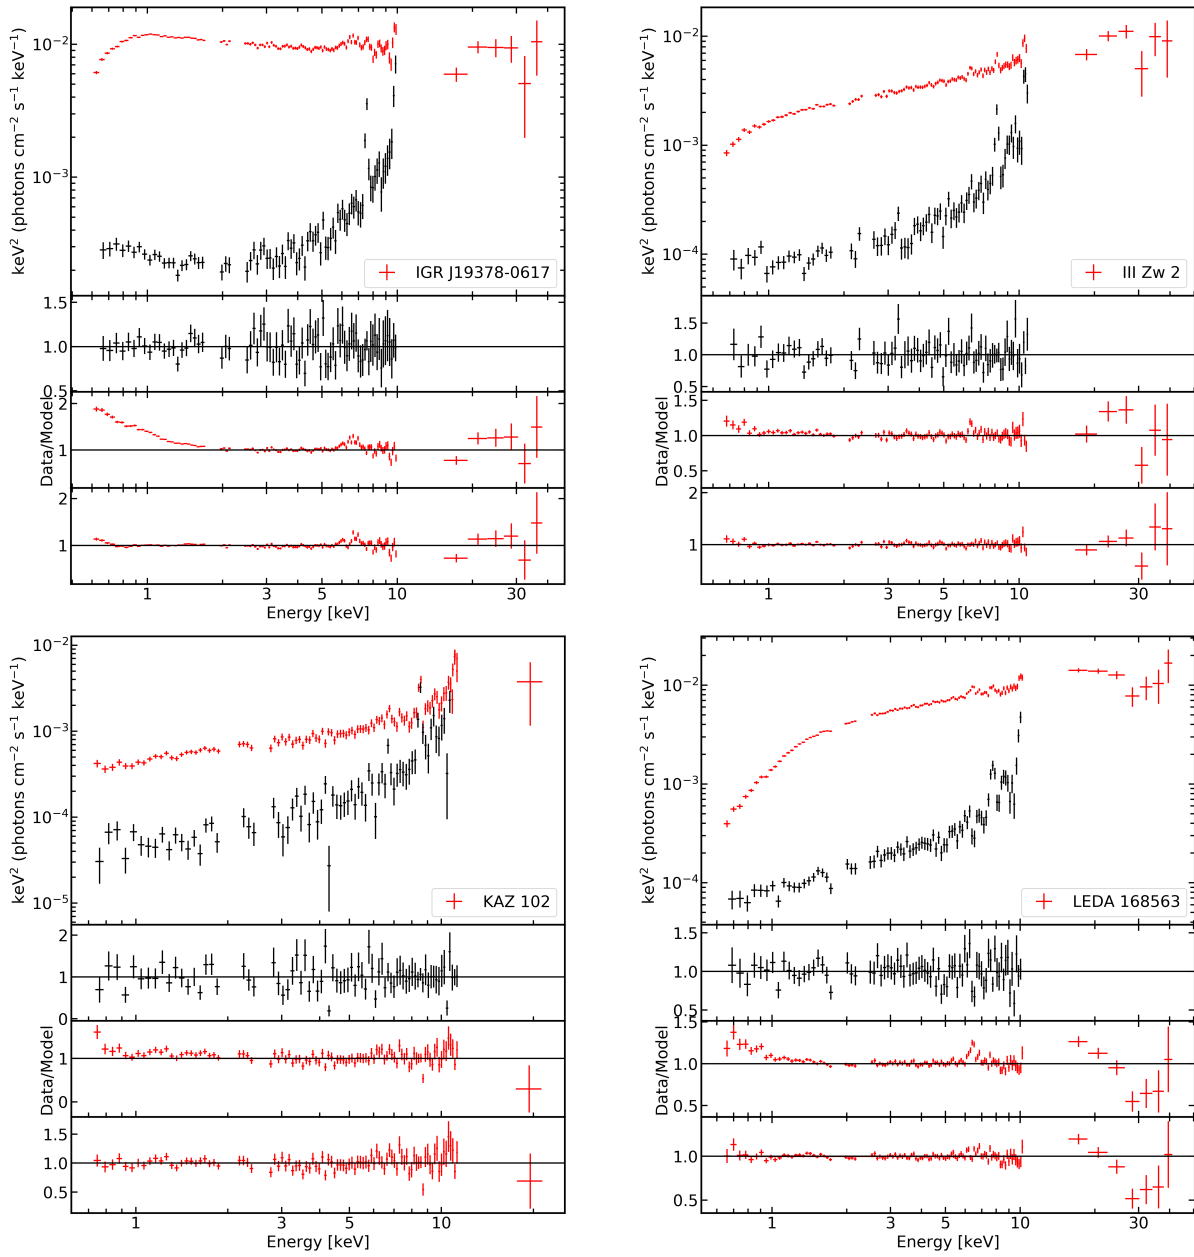 keV² (photons cm⁻² s⁻¹ keV⁻¹)
10⁻²
10⁻³
IGR J19378-0617
1.5
1.0
0.5
2
1
Data/Model
2
1
1 3 5 10 30
Energy [keV]
keV² (photons cm⁻² s⁻¹ keV⁻¹)
10⁻²
10⁻³
10⁻⁴
III Zw 2
1.5
1.0
0.5
1.5
1.0
0.5
Data/Model
2
1
1 3 5 10 30
Energy [keV]
keV² (photons cm⁻² s⁻¹ keV⁻¹)
10⁻²
10⁻³
10⁻⁴
10⁻⁵
KAZ 102
2
1
0
1
0
Data/Model
1.5
1.0
0.5
1 3 5 10
Energy [keV]
keV² (photons cm⁻² s⁻¹ keV⁻¹)
10⁻²
10⁻³
10⁻⁴
LEDA 168563
1.5
1.0
0.5
1.5
1.0
0.5
Data/Model
1.0
0.5
1 3 5 10 30
Energy [keV]